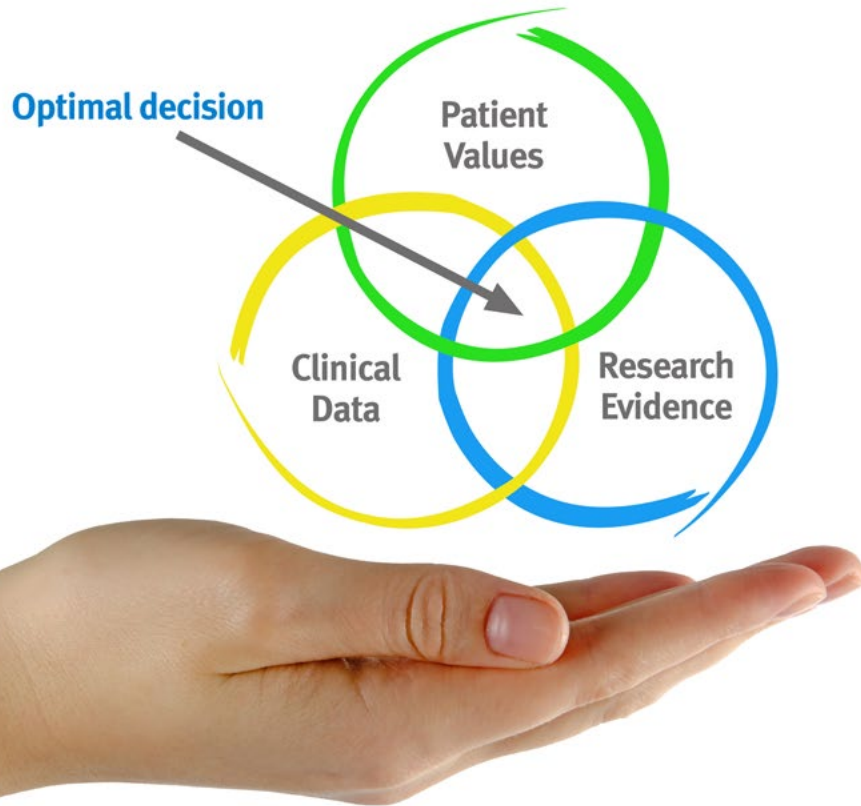 Optimal decision
Patient
Values
Clinical
Data
Research
Evidence